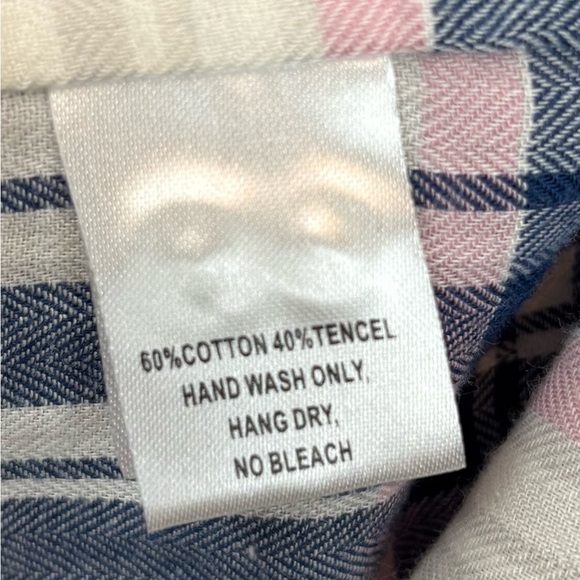 60%COTTON 40%TENCEL
HAND WASH ONLY,
HANG DRY,
NO BLEACH